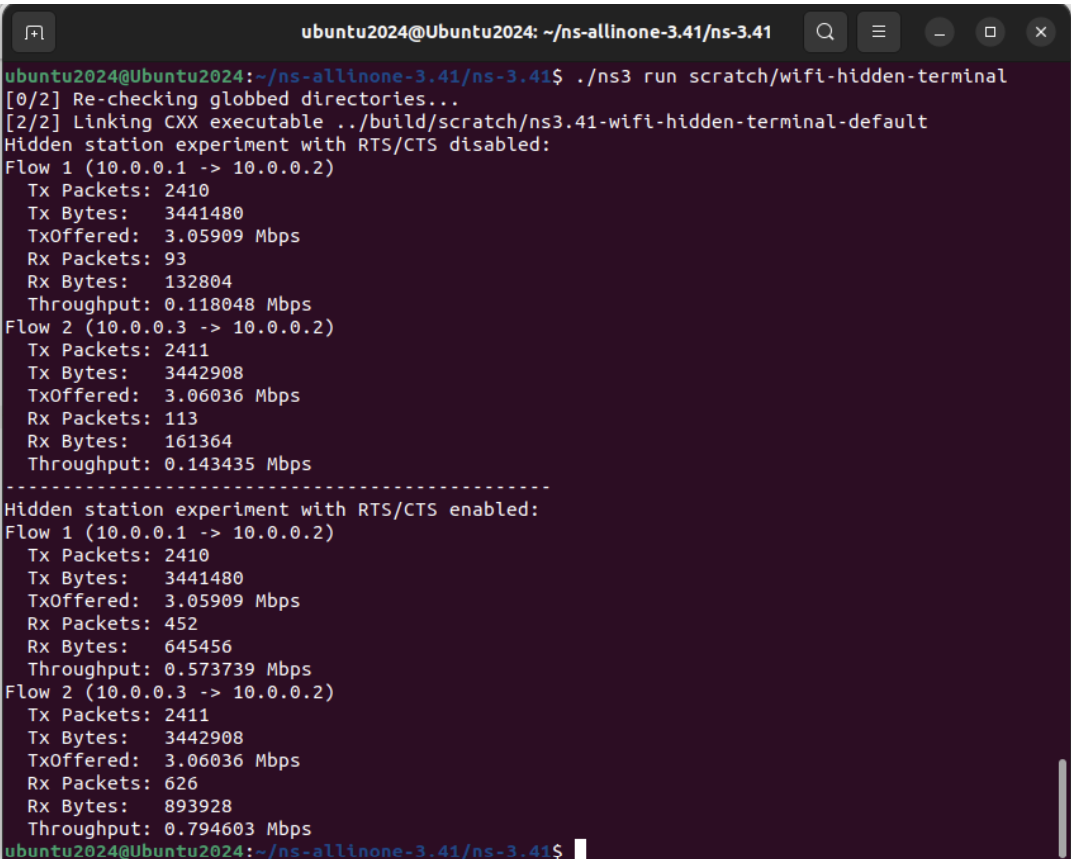 ubuntu2024@Ubuntu2024: ~/ns-allinone-3.41/ns-3.41
ubuntu2024@Ubuntu2024:~/ns-allinone-3.41/ns-3.41$ ./ns3 run scratch/wifi-hidden-terminal
[0/2] Re-checking globbed directories...
[2/2] Linking CXX executable ../build/scratch/ns3.41-wifi-hidden-terminal-default
Hidden station experiment with RTS/CTS disabled:
Flow 1 (10.0.0.1 -> 10.0.0.2)
  Tx Packets: 2410
  Tx Bytes:   3441480
  TxOffered:  3.05909 Mbps
  Rx Packets: 93
  Rx Bytes:   132804
  Throughput: 0.118048 Mbps
Flow 2 (10.0.0.3 -> 10.0.0.2)
  Tx Packets: 2411
  Tx Bytes:   3442908
  TxOffered:  3.06036 Mbps
  Rx Packets: 113
  Rx Bytes:   161364
  Throughput: 0.143435 Mbps
------------------------------------------------
Hidden station experiment with RTS/CTS enabled:
Flow 1 (10.0.0.1 -> 10.0.0.2)
  Tx Packets: 2410
  Tx Bytes:   3441480
  TxOffered:  3.05909 Mbps
  Rx Packets: 452
  Rx Bytes:   645456
  Throughput: 0.573739 Mbps
Flow 2 (10.0.0.3 -> 10.0.0.2)
  Tx Packets: 2411
  Tx Bytes:   3442908
  TxOffered:  3.06036 Mbps
  Rx Packets: 626
  Rx Bytes:   893928
  Throughput: 0.794603 Mbps
ubuntu2024@Ubuntu2024:~/ns-allinone-3.41/ns-3.41$